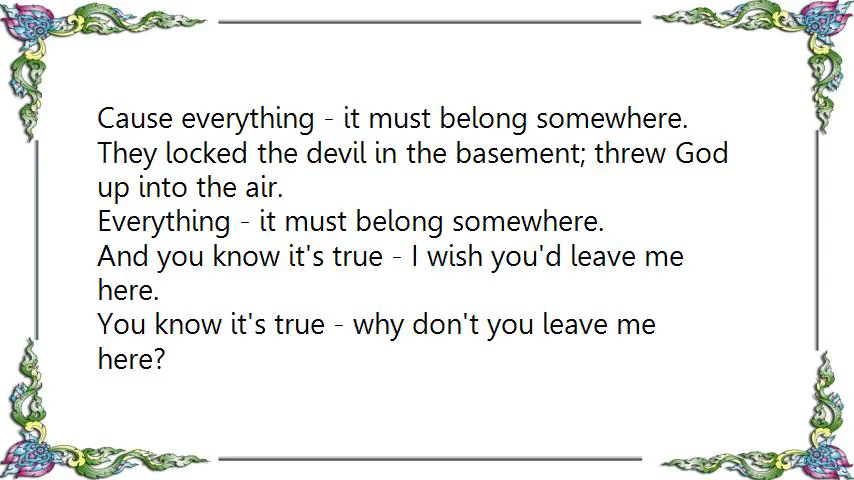 Cause everything - it must belong somewhere.
They locked the devil in the basement; threw God
up into the air.
Everything - it must belong somewhere.
And you know it's true - I wish you'd leave me
here.
You know it's true - why don't you leave me
here?